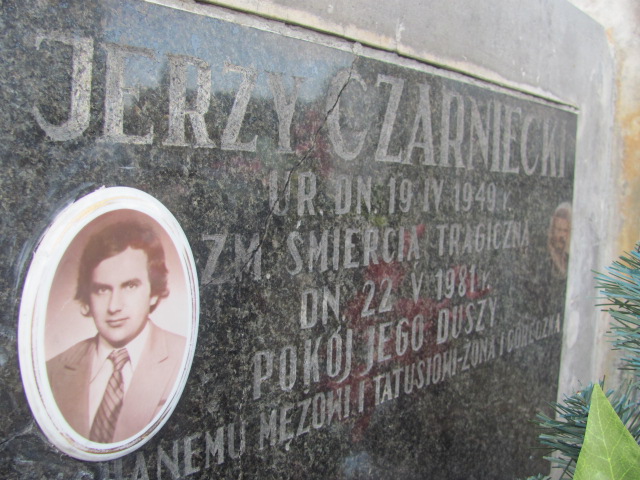 JERZY CZARNIECKI
UR. DN. 19 IV 1949 r.
ZM ŚMIERCIĄ TRAGICZNĄ
DN. 22 V 1981 r.
POKÓJ JEGO DUSZY
MĘŻOWI I TATUSIOWI-ŻONA I